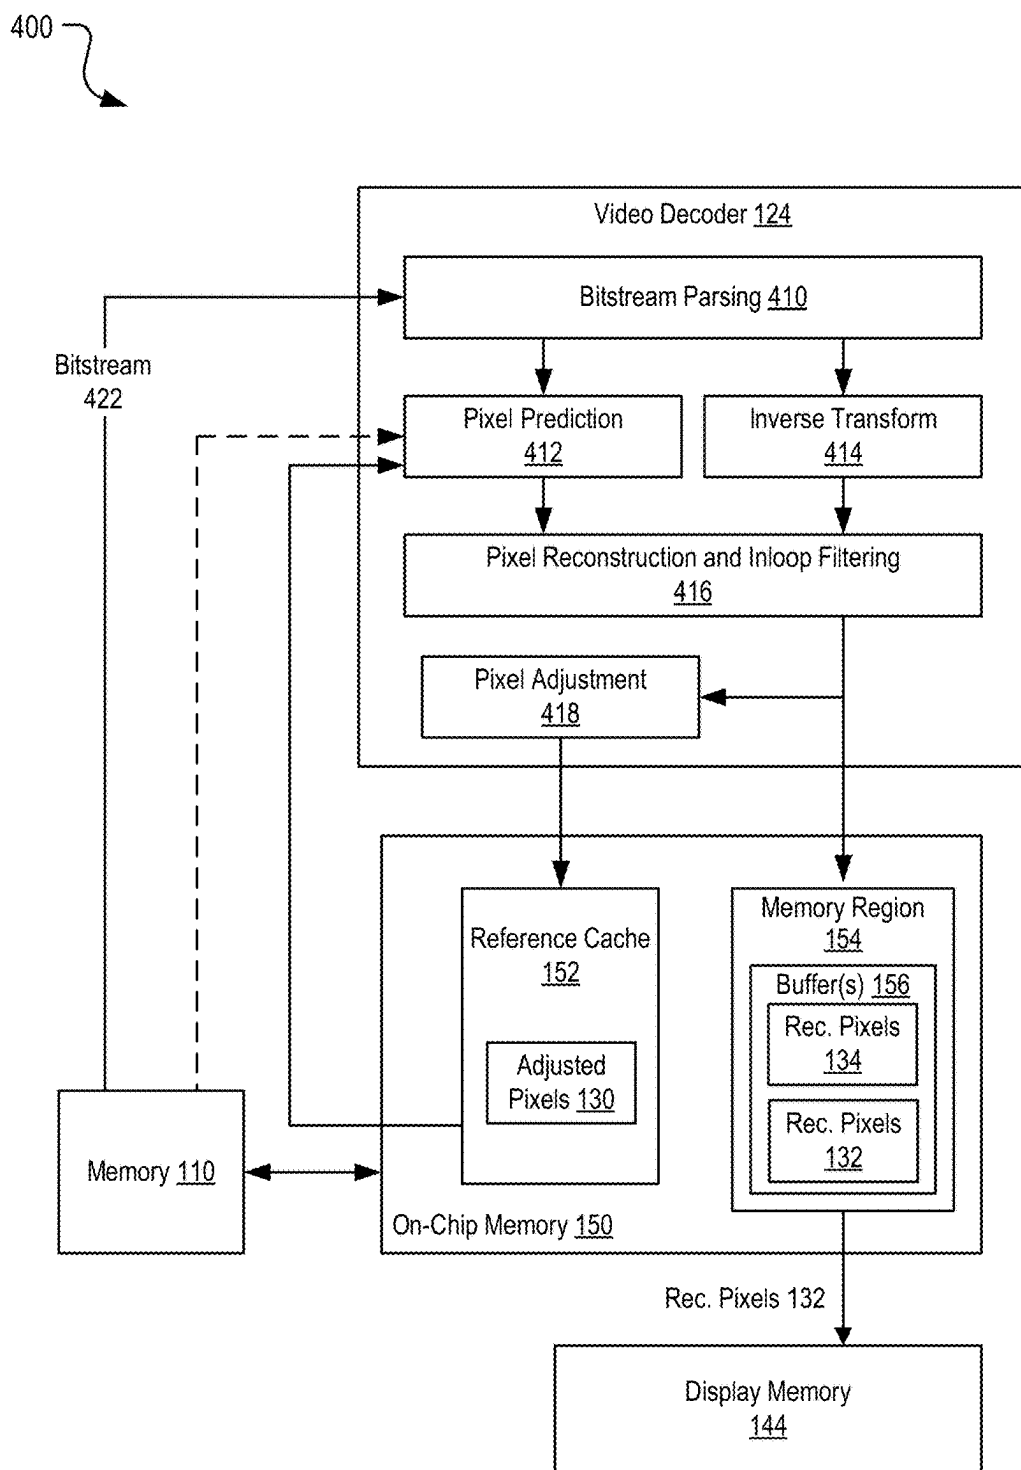 400
Video Decoder 124
Bitstream Parsing 410
Bitstream
422
Pixel Prediction
412
Inverse Transform
414
Pixel Reconstruction and Inloop Filtering
416
Pixel Adjustment
418
Memory Region
154
Reference Cache
152
Buffer(s) 156
Rec. Pixels
134
Adjusted
Pixels 130
Rec. Pixels
132
Memory 110
On-Chip Memory 150
Rec. Pixels 132
Display Memory
144